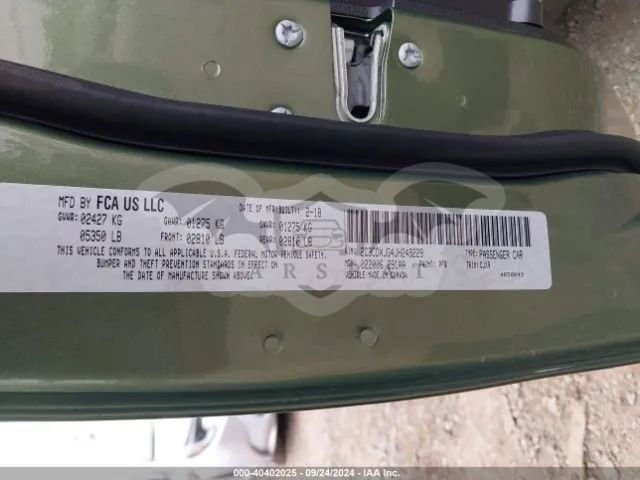 MFD BY FCA US LLC
GVWR: 02427 KG
05350 LB
GAWR: 01275 KG
FRONT: 02810 LB
DATE OF MFR 2-18
GAWR: 01275 KG
REAR: 02810 LB
THIS VEHICLE CONFORMS TO ALL APPLICABLE U.S.A. FEDERAL MOTOR VEHICLE SAFETY,
BUMPER AND THEFT PREVENTION STANDARDS IN EFFECT ON
THE DATE OF MANUFACTURE SHOWN ABOVE
TYPE: PASSENGER CAR
PAINT: PFQ
VEHICLE MADE IN CANADA
4050043
000-40402025 - 09/24/2024 - IAA Inc.